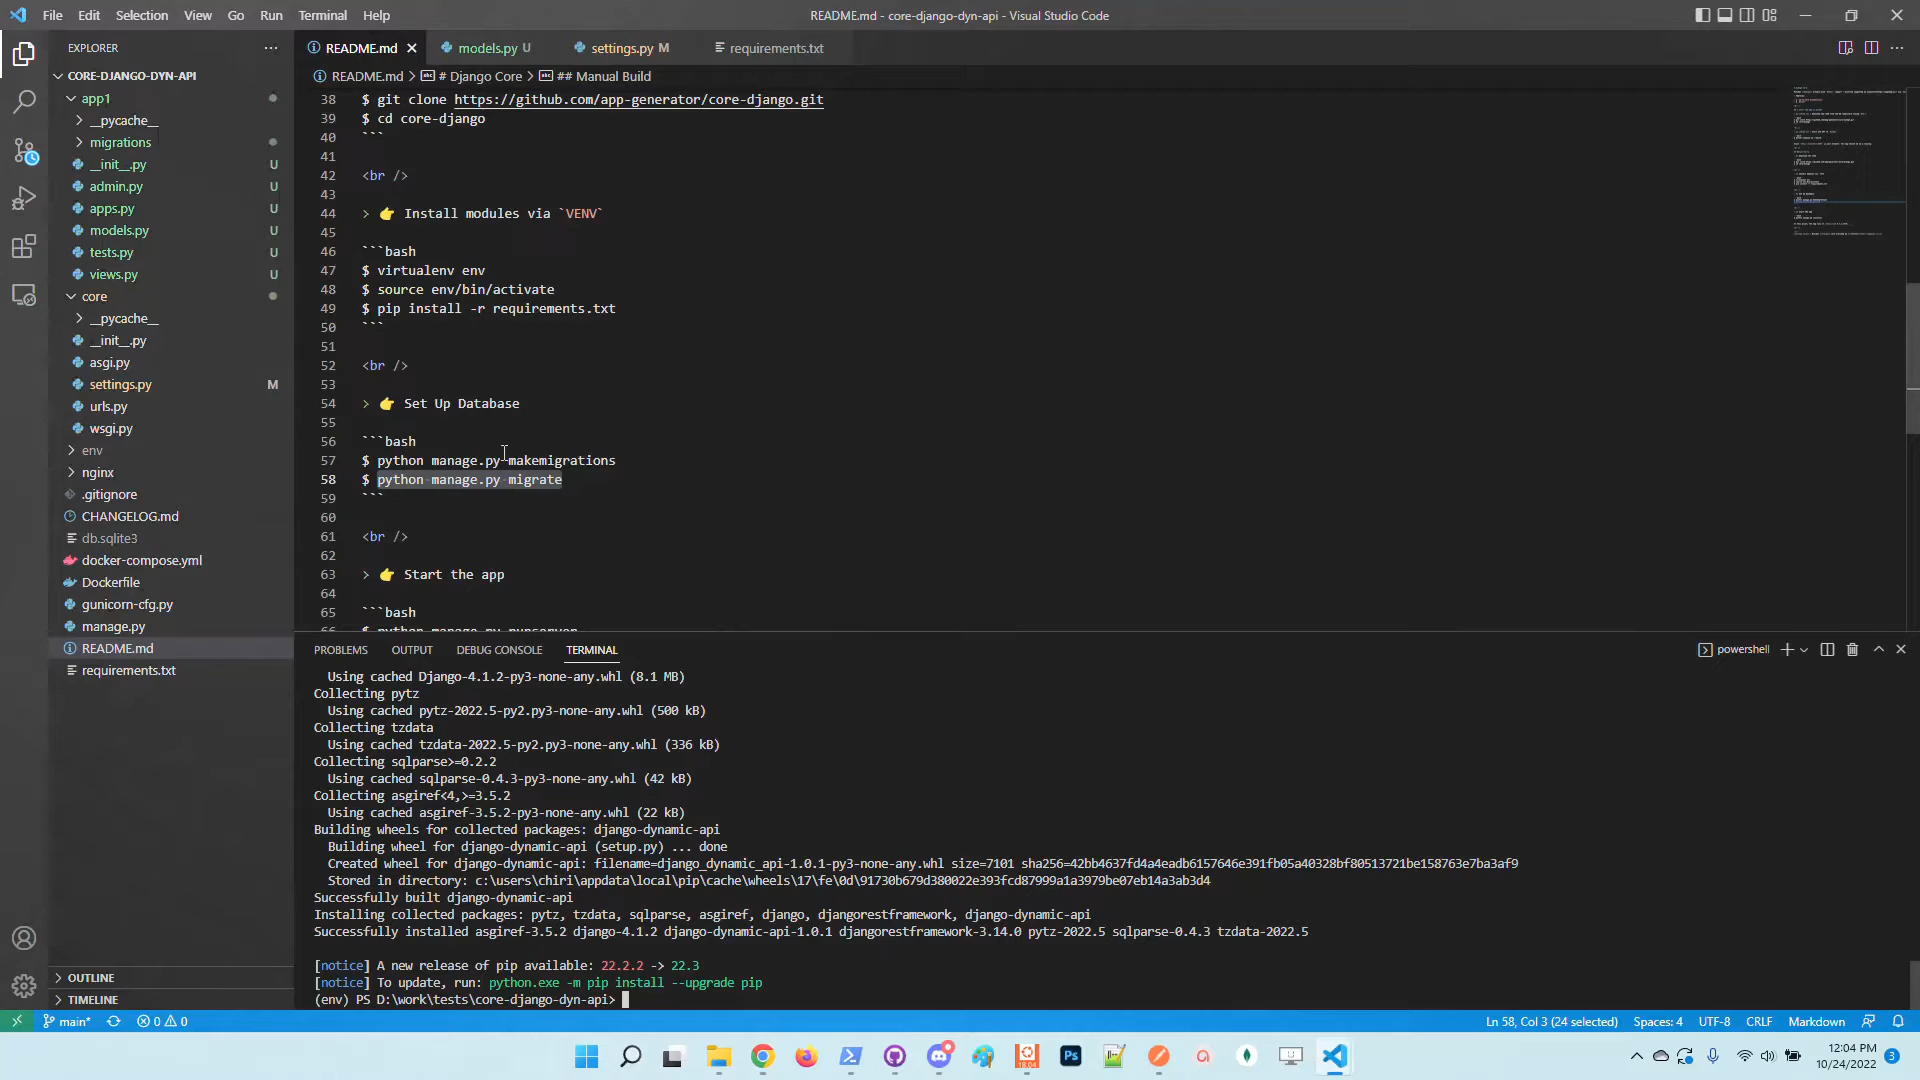 File Edit Selection View Go Run Terminal Help
README.md - core-django-dyn-api - Visual Studio Code
EXPLORER
CORE-DJANGO-DYN-API
app1
__pycache__
migrations
__init__.py U
admin.py U
apps.py U
models.py U
tests.py U
views.py U
core
__pycache__
__init__.py
asgi.py
settings.py M
urls.py
wsgi.py
env
nginx
.gitignore
CHANGELOG.md
db.sqlite3
docker-compose.yml
Dockerfile
gunicorn-cfg.py
manage.py
README.md
requirements.txt
OUTLINE
TIMELINE
README.md models.py U settings.py M requirements.txt
README.md > # Django Core > ## Manual Build
38 $ git clone https://github.com/app-generator/core-django.git
39 $ cd core-django
40 ```
41
42 <br />
43
44 > 👉 Install modules via `VENV`
45
46 ```bash
47 $ virtualenv env
48 $ source env/bin/activate
49 $ pip install -r requirements.txt
50 ```
51
52 <br />
53
54 > 👉 Set Up Database
55
56 ```bash
57 $ python manage.py makemigrations
58 $ python manage.py migrate
59 ```
60
61 <br />
62
63 > 👉 Start the app
64
65 ```bash
66 $ python manage.py runserver
PROBLEMS OUTPUT DEBUG CONSOLE TERMINAL
powershell
Using cached Django-4.1.2-py3-none-any.whl (8.1 MB)
Collecting pytz
Using cached pytz-2022.5-py2.py3-none-any.whl (500 kB)
Collecting tzdata
Using cached tzdata-2022.5-py2.py3-none-any.whl (336 kB)
Collecting sqlparse>=0.2.2
Using cached sqlparse-0.4.3-py3-none-any.whl (42 kB)
Collecting asgiref<4,>=3.5.2
Using cached asgiref-3.5.2-py3-none-any.whl (22 kB)
Building wheels for collected packages: django-dynamic-api
Building wheel for django-dynamic-api (setup.py) ... done
Created wheel for django-dynamic-api: filename=django_dynamic_api-1.0.1-py3-none-any.whl size=7101 sha256=42bb4637fd4a4eadb6157646e391fb05a40328bf80513721be158763e7ba3af9
Stored in directory: c:\users\chiri\appdata\local\pip\cache\wheels\17\fe\0d\91730b679d380022e393fcd87999a1a3979be07eb14a3ab3d4
Successfully built django-dynamic-api
Installing collected packages: pytz, tzdata, sqlparse, asgiref, django, djangorestframework, django-dynamic-api
Successfully installed asgiref-3.5.2 django-4.1.2 django-dynamic-api-1.0.1 djangorestframework-3.14.0 pytz-2022.5 sqlparse-0.4.3 tzdata-2022.5
[notice] A new release of pip available: 22.2.2 -> 22.3
[notice] To update, run: python.exe -m pip install --upgrade pip
(env) PS D:\work\tests\core-django-dyn-api>
main* 0 0
Ln 58, Col 3 (24 selected) Spaces: 4 UTF-8 CRLF Markdown
18.04
Ps
12:04 PM
10/24/2022
3